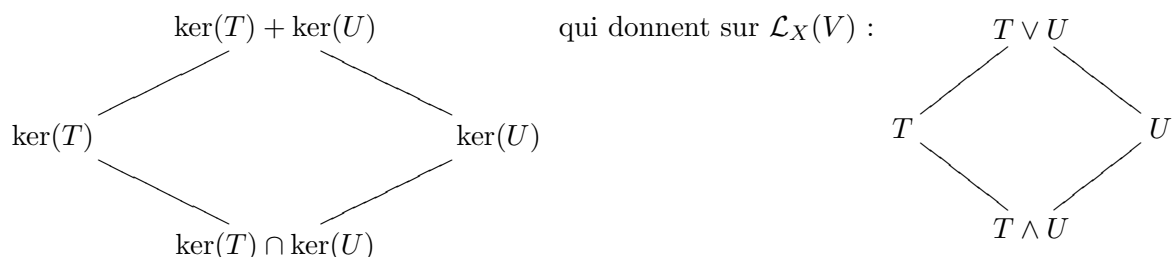 ker(T) + ker(U) qui donnent sur ℒ_X(V) : T ∨ U
ker(T) ker(U) T U
ker(T) ∩ ker(U) T ∧ U